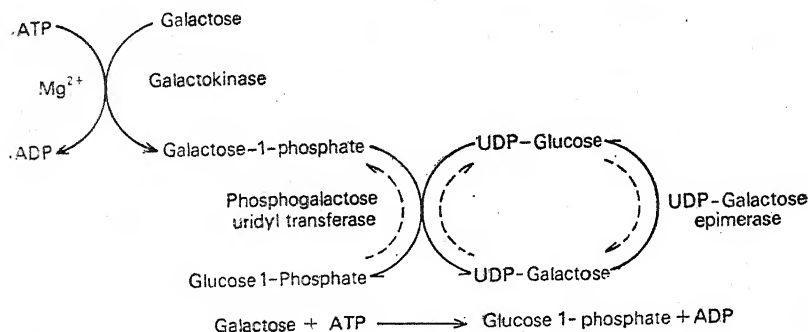 ATP
Galactose
Mg²⁺
Galactokinase
ADP
Galactose-1-phosphate
UDP-Glucose
Phosphogalactose
uridyl transferase
UDP-Galactose
epimerase
Glucose 1-Phosphate
UDP-Galactose
Galactose + ATP ⟶ Glucose 1-phosphate + ADP